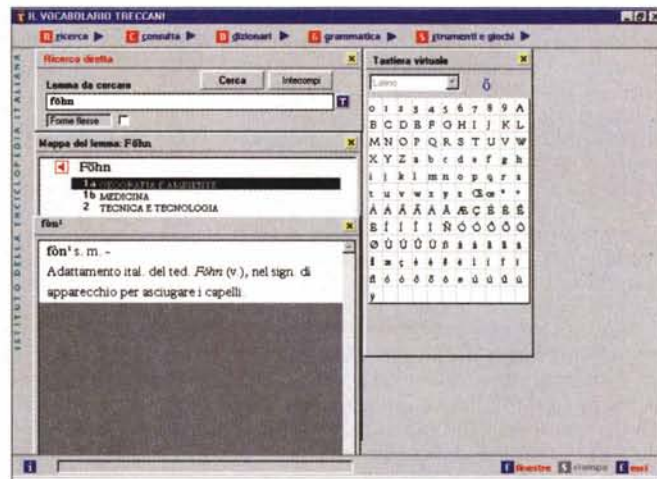 IL VOCABOLARIO TRECCANI
R ricerca C consulta D dizionari G grammatica S strumenti e giochi
ISTITUTO DELLA ENCICLOPEDIA ITALIANA
Ricerca diretta
Lemma da cercare
Cerca
Interrompi
föhn
T
Forme flesse
Mappa del lemma: Föhn
Föhn
1a GEOGRAFIA E AMBIENTE
1b MEDICINA
2 TECNICA E TECNOLOGIA
fön¹
fön¹ s. m. -
Adattamento ital. del ted. Föhn (v.), nel sign. di
apparecchio per asciugare i capelli.
Tastiera virtuale
Latino
ö
0 1 2 3 4 5 6 7 8 9 A
B C D E F G H I J K L
M N O P Q R S T U V W
X Y Z a b c d e f g h
i j k l m n o p q r s
t u v w x y z Œ œ
i
F finestre S stampa E esci